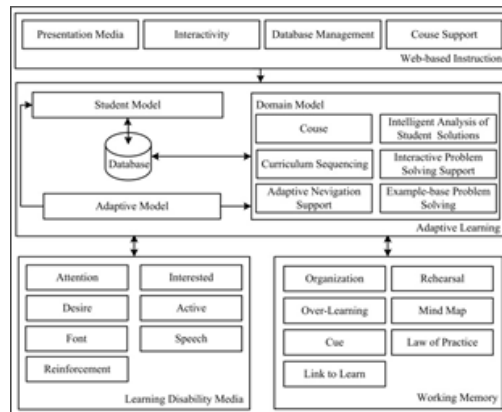 Presentation Media
Interactivity
Database Management
Couse Support
Web-based Instruction
Student Model
Database
Adaptive Model
Domain Model
Couse
Intelligent Analysis of
Student Solutions
Curriculum Sequencing
Interactive Problem
Solving Support
Adaptive Nevigation
Support
Example-base Problem
Solving
Adaptive Learning
Attention
Interested
Desire
Active
Font
Speech
Reinforcement
Learning Disability Media
Organization
Rehearsal
Over-Learning
Mind Map
Cue
Law of Practice
Link to Learn
Working Memory